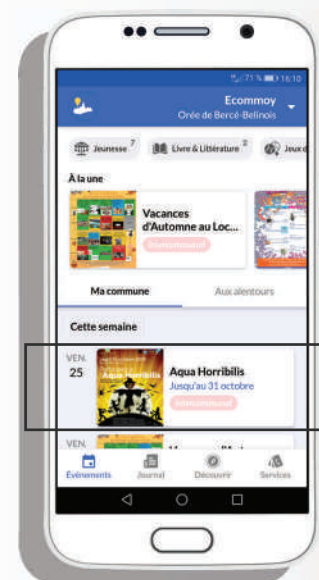 71 % 16:10
Ecommoy
Orée de Bercé-Belinois
Jeunesse 7
Livre & Littérature 2
Jeux d
À la une
Vacances
d'Automne au Loc...
Intercommunal
Ma commune
Aux alentours
Cette semaine
VEN.
25
Aqua Horribilis
Aqua Horribilis
Jusqu'au 31 octobre
Intercommunal
VEN.
Événements
Journal
Découvrir
Services